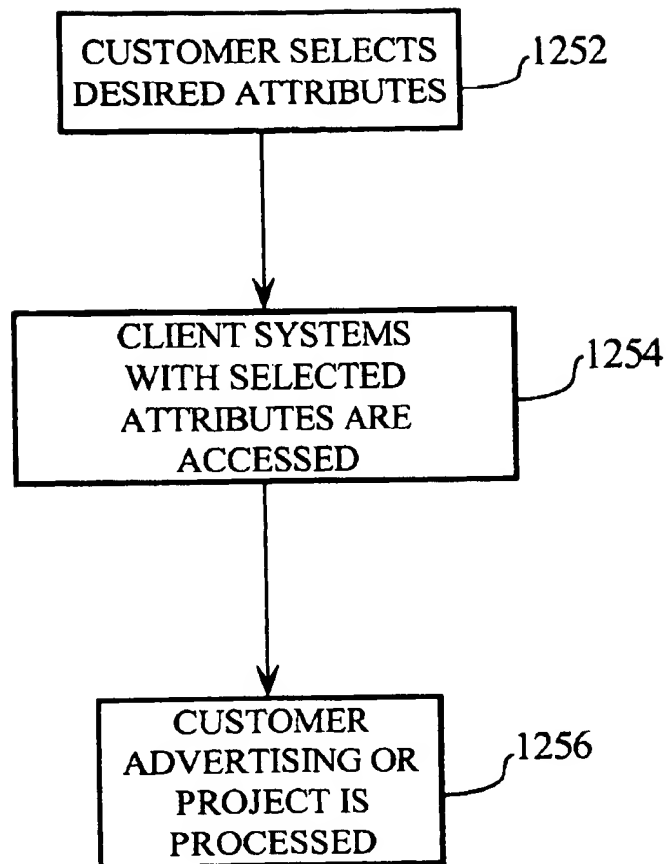 CUSTOMER SELECTS
DESIRED ATTRIBUTES
1252
CLIENT SYSTEMS
WITH SELECTED
ATTRIBUTES ARE
ACCESSED
1254
CUSTOMER
ADVERTISING OR
PROJECT IS
PROCESSED
1256